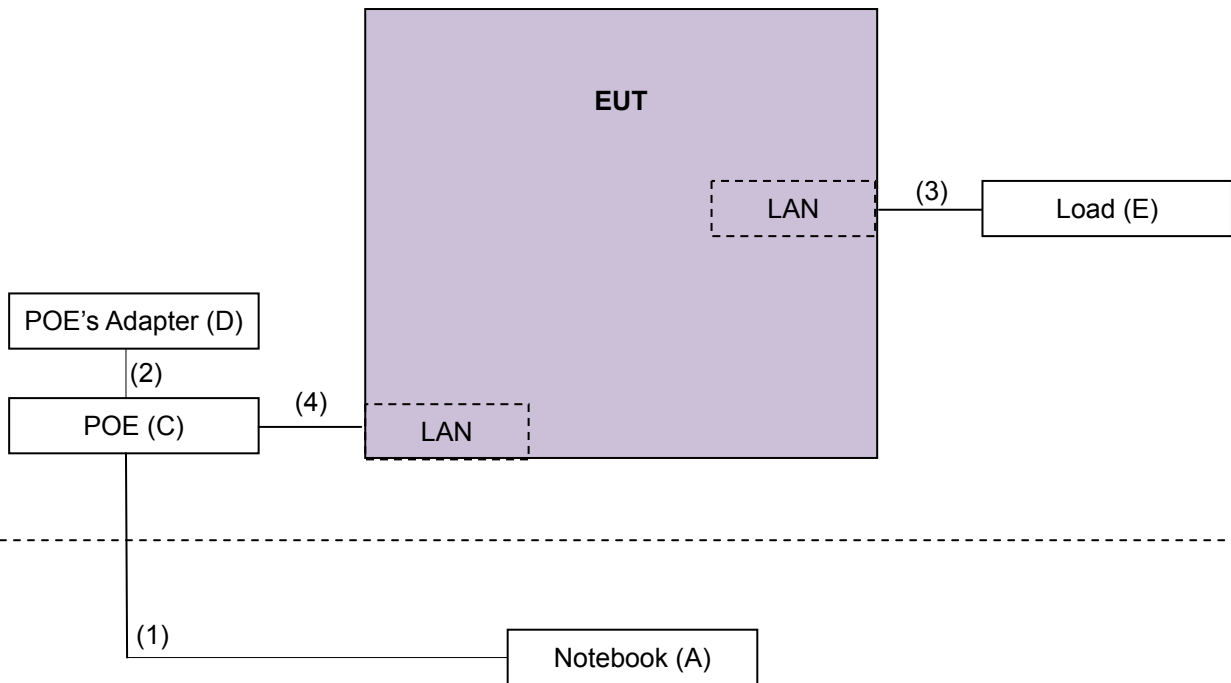 EUT
LAN
(3)
Load (E)
POE’s Adapter (D)
(2)
POE (C)
(4)
LAN
(1)
Notebook (A)